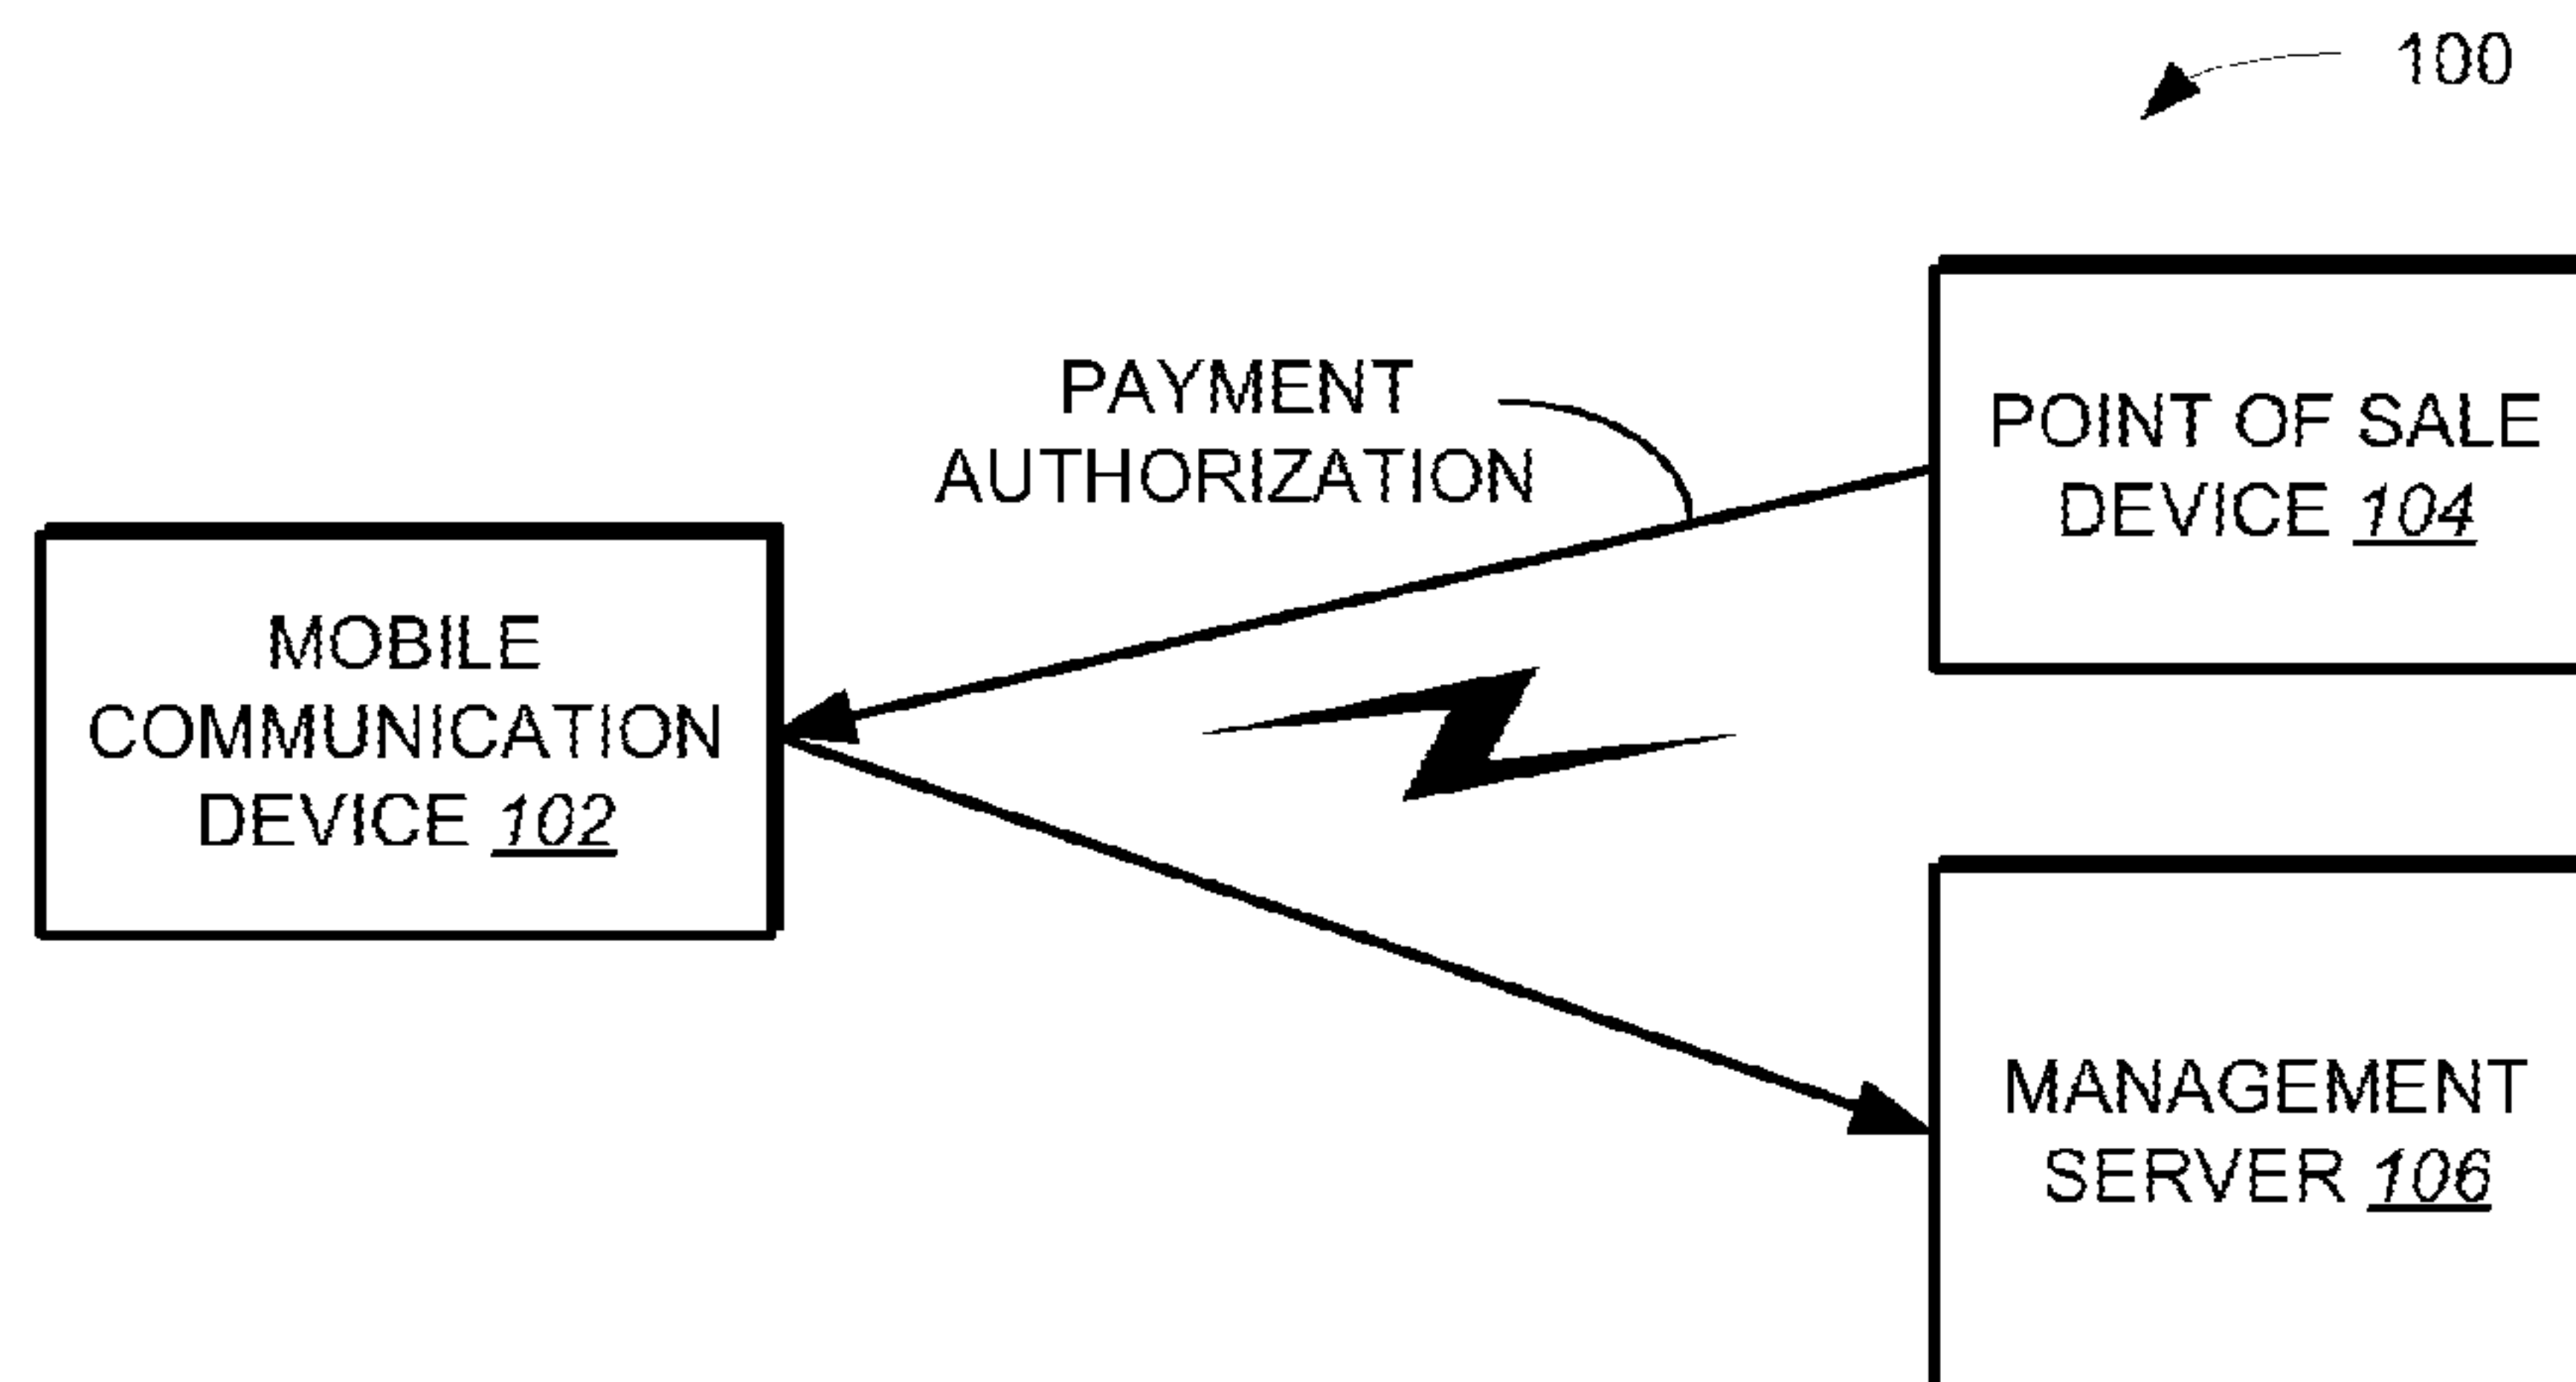 100
PAYMENT
AUTHORIZATION
POINT OF SALE
DEVICE 104
MOBILE
COMMUNICATION
DEVICE 102
MANAGEMENT
SERVER 106